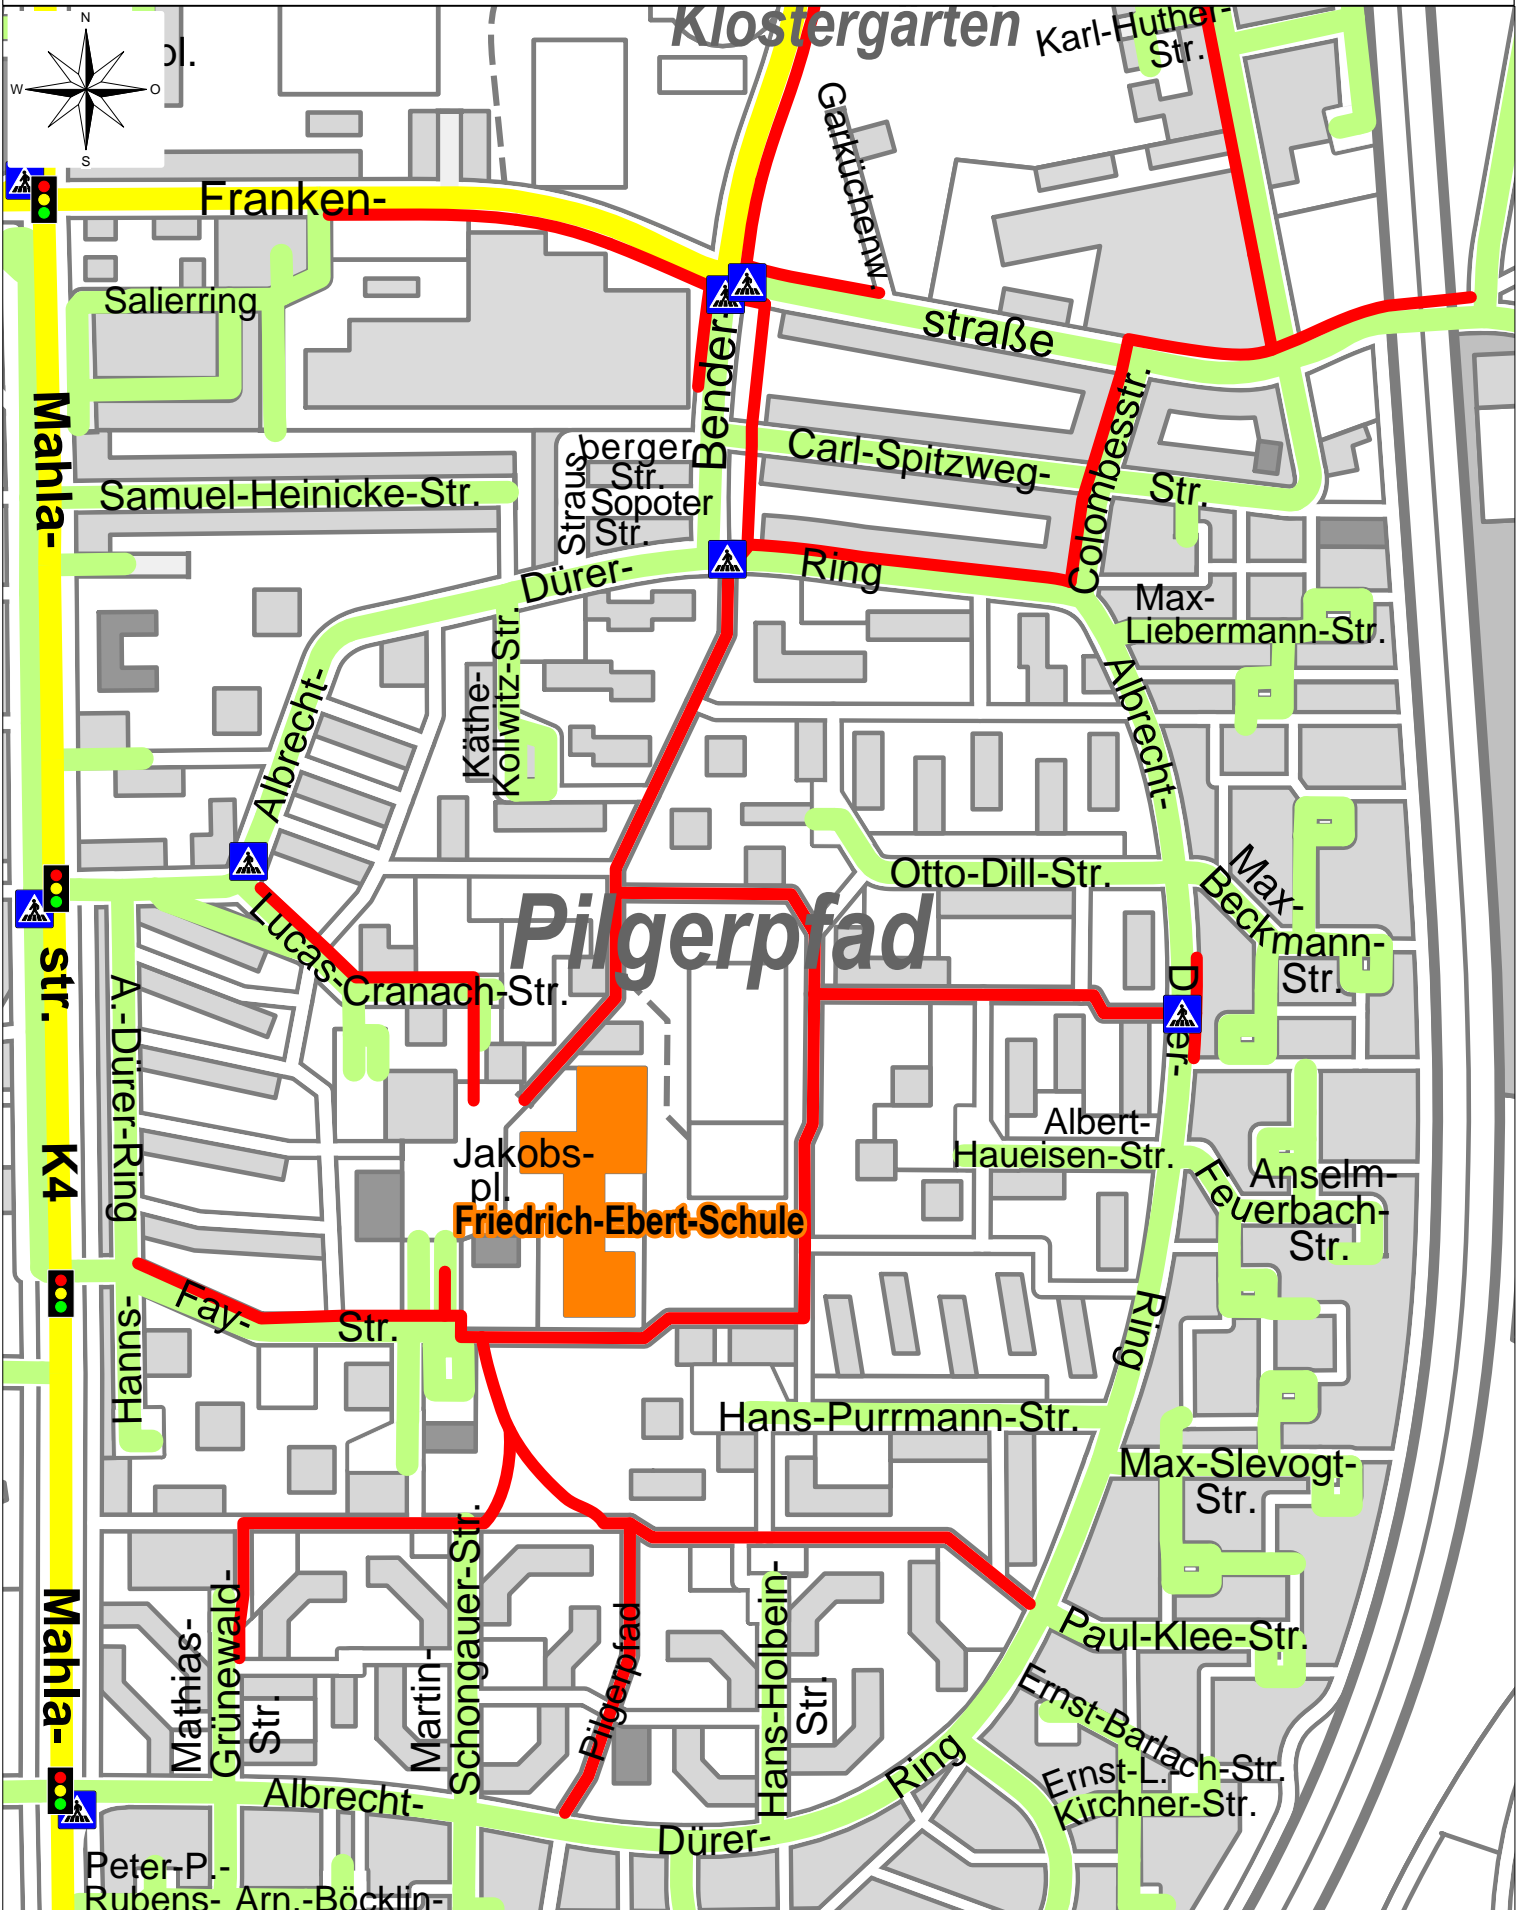 Klostergarten
Karl-Huther-
Str.
N
W
O
S
pl.
Garküchenw.
Franken-
Salierring
straße
Bender-
Mahla-
Carl-Spitzweg-
Str.
Colombesstr.
Straus
berger
Str.
Sopoter
Str.
Samuel-Heinicke-Str.
Dürer-
Ring
Max-
Liebermann-Str.
Albrecht-
Käthe-
Kollwitz-Str.
Albrecht-
Otto-Dill-Str.
Max-
Beckmann-
Str.
Pilgerpfad
Lucas-Cranach-Str.
str.
A.-Dürer-Ring
Dürer-
Albert-
Haueisen-Str.
Jakobs-
pl.
K4
Friedrich-Ebert-Schule
Anselm-
Feuerbach-
Str.
Fay-
Str.
Hanns-
Ring
Hans-Purrmann-Str.
Max-Slevogt-
Str.
Mahla-
Mathias-
Grünewald-
Str.
Martin-
Schongauer-Str.
Pilgerpfad
Hans-Holbein-
Str.
Paul-Klee-Str.
Ernst-Barlach-Str.
Ernst-L.-
Kirchner-Str.
Albrecht-
Dürer-
Ring
Peter-P.-
Rubens-
Arn.-Böcklin-